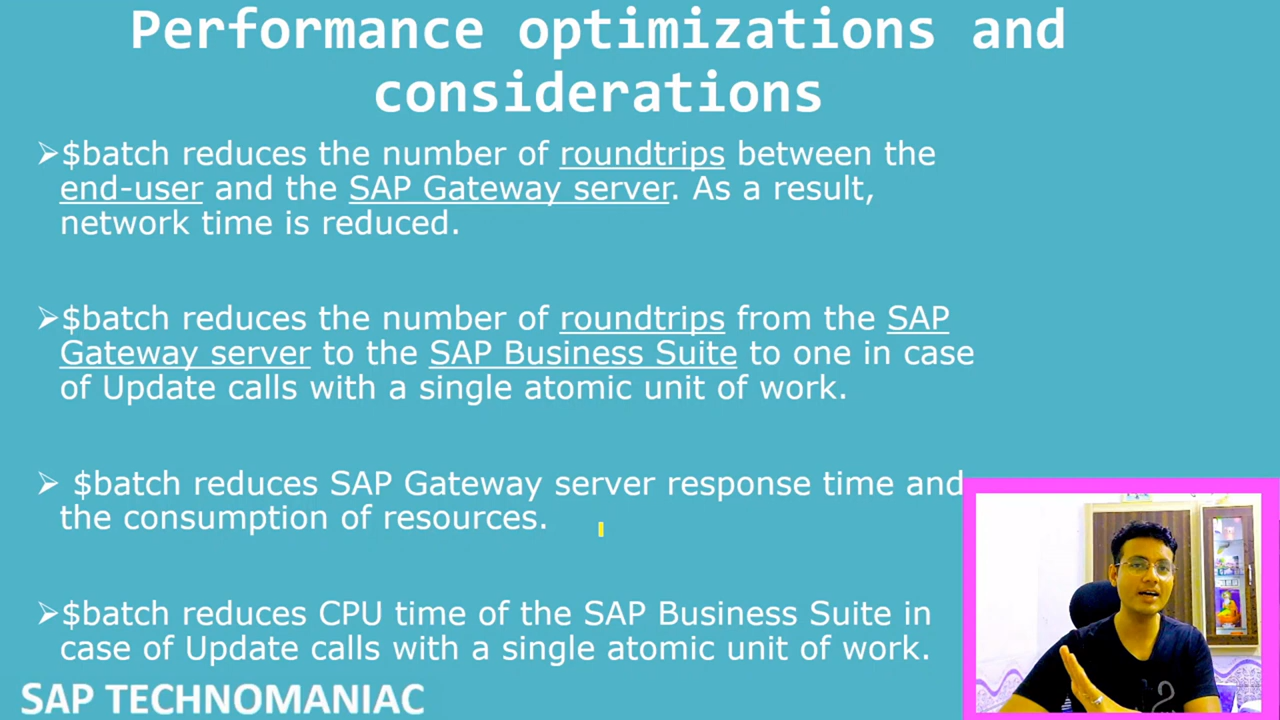 Performance optimizations and
considerations
➢$batch reduces the number of roundtrips between the
end-user and the SAP Gateway server. As a result,
network time is reduced.
➢$batch reduces the number of roundtrips from the SAP
Gateway server to the SAP Business Suite to one in case
of Update calls with a single atomic unit of work.
➢ $batch reduces SAP Gateway server response time and
the consumption of resources.
➢$batch reduces CPU time of the SAP Business Suite in
case of Update calls with a single atomic unit of work.
SAP TECHNOMANIAC